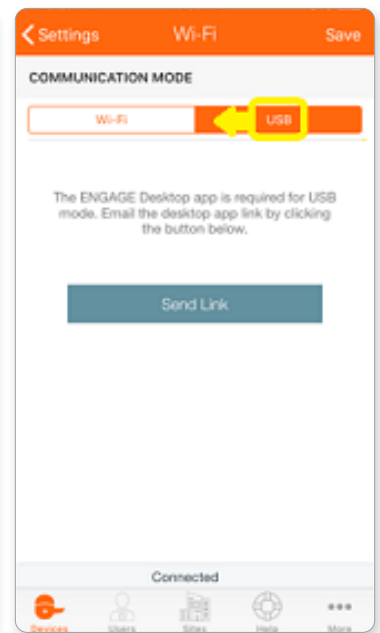 Settings Wi-Fi Save
COMMUNICATION MODE
Wi-Fi USB
The ENGAGE Desktop app is required for USB
mode. Email the desktop app link by clicking
the button below.
Send Link
Connected
Devices Users Sites Help More